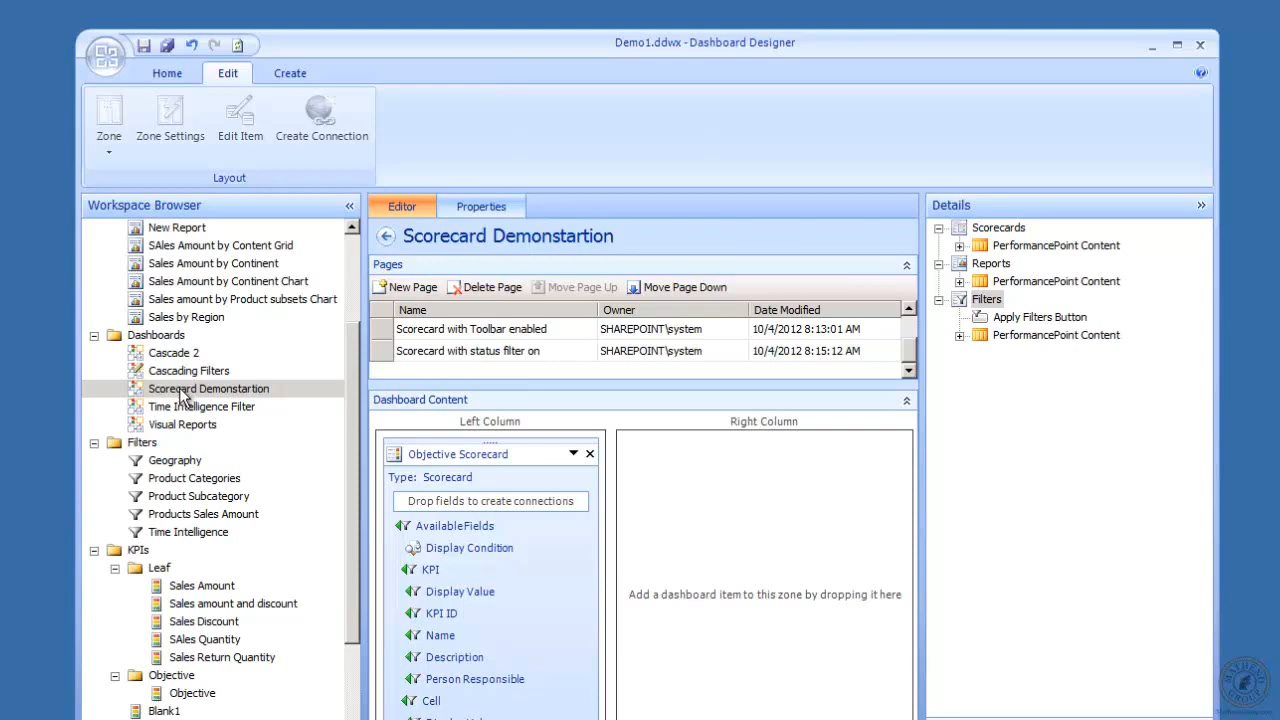 Demo1.ddwx - Dashboard Designer
Home Edit Create
Zone Zone Settings Edit Item Create Connection
Layout
Workspace Browser
New Report
SAles Amount by Content Grid
Sales Amount by Continent
Sales Amount by Continent Chart
Sales amount by Product subsets Chart
Sales by Region
Dashboards
Cascade 2
Cascading Filters
Scorecard Demonstartion
Time Intelligence Filter
Visual Reports
Filters
Geography
Product Categories
Product Subcategory
Products Sales Amount
Time Intelligence
KPIs
Leaf
Sales Amount
Sales amount and discount
Sales Discount
SAles Quantity
Sales Return Quantity
Objective
Objective
Blank1
Editor Properties
Scorecard Demonstartion
Pages
New Page Delete Page Move Page Up Move Page Down
Name Owner Date Modified
Scorecard with Toolbar enabled SHAREPOINT\system 10/4/2012 8:13:01 AM
Scorecard with status filter on SHAREPOINT\system 10/4/2012 8:15:12 AM
Dashboard Content
Left Column Right Column
Objective Scorecard
Type: Scorecard
Drop fields to create connections
AvailableFields
Display Condition
KPI
Display Value
KPI ID
Name
Description
Person Responsible
Cell
Add a dashboard item to this zone by dropping it here
Details
Scorecards
PerformancePoint Content
Reports
PerformancePoint Content
Filters
Apply Filters Button
PerformancePoint Content